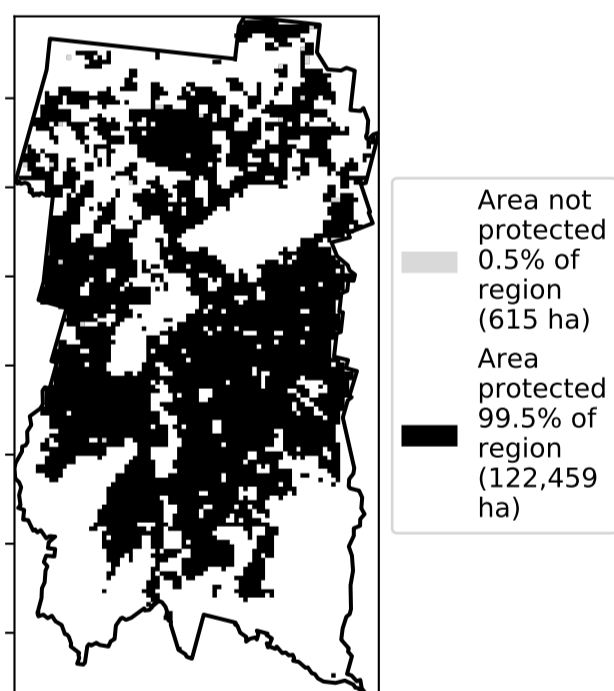 Area not
protected
0.5% of
region
(615 ha)
Area
protected
99.5% of
region
(122,459
ha)